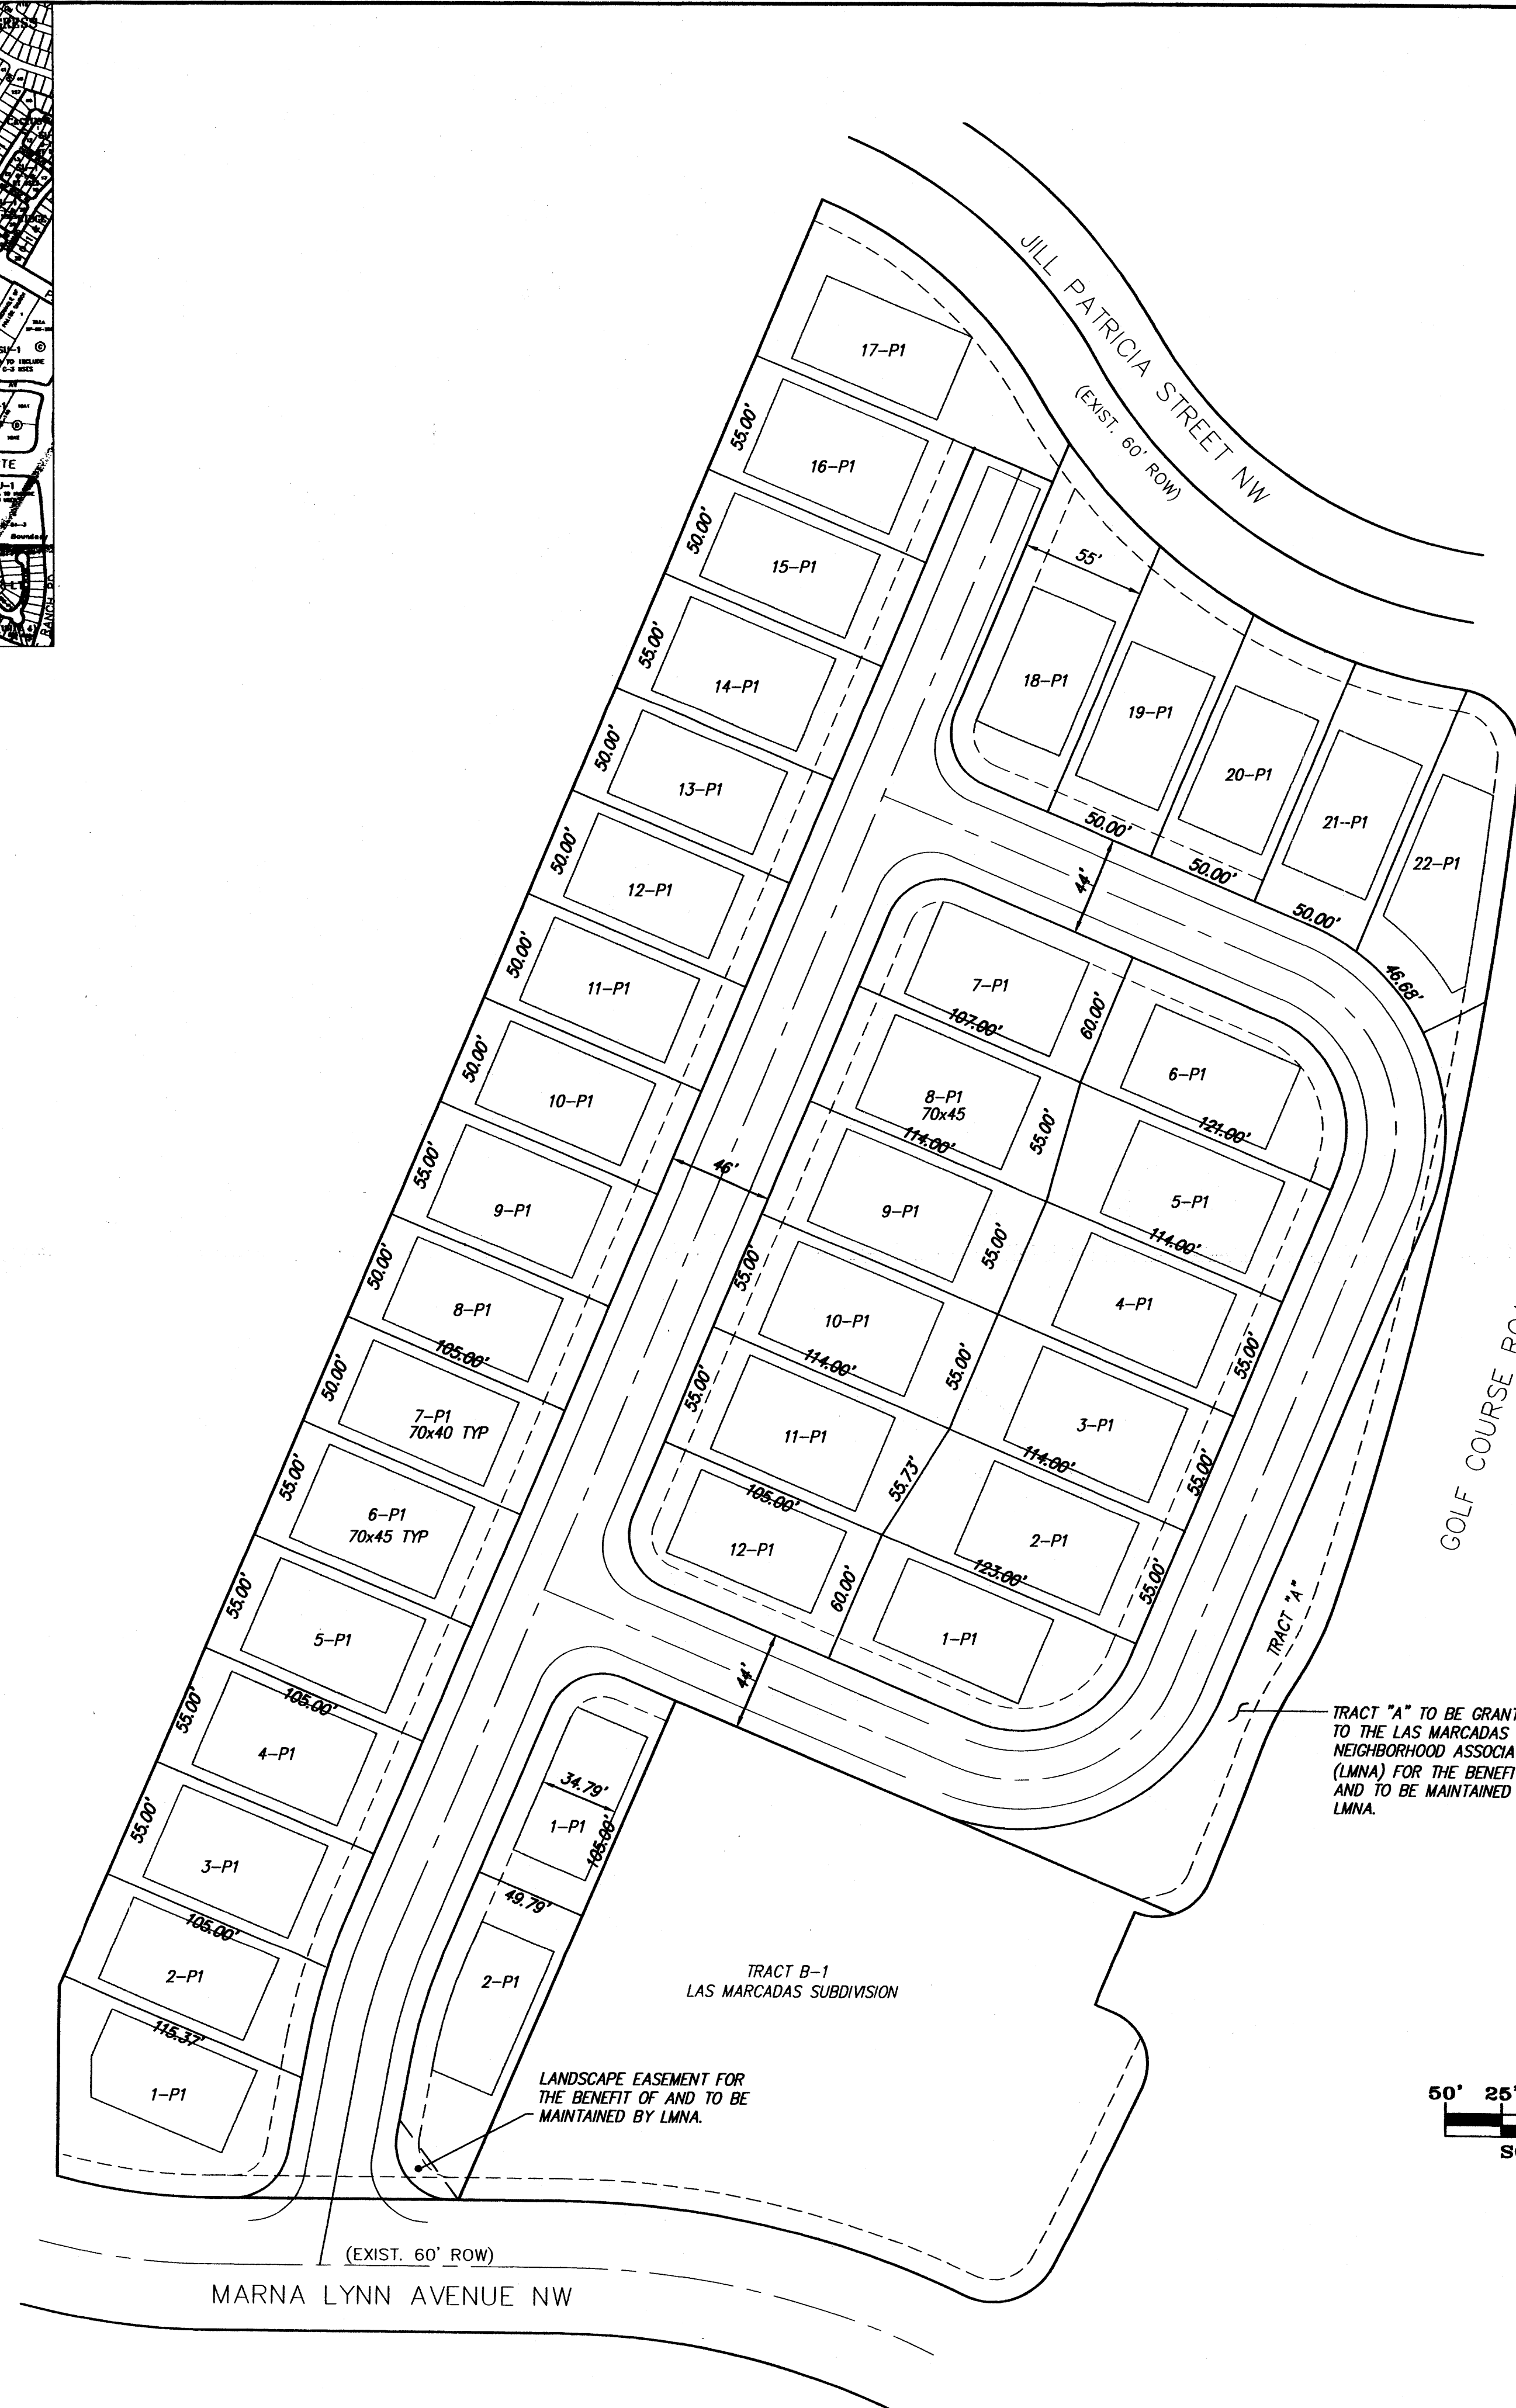 JILL PATRICIA STREET NW
(EXIST. 60' ROW)
17-P1
55.00'
16-P1
50.00'
15-P1
55.00'
14-P1
50.00'
13-P1
50.00'
12-P1
50.00'
11-P1
50.00'
10-P1
55.00'
9-P1
50.00'
8-P1
105.00'
50.00'
7-P1
70x40 TYP
55.00'
6-P1
70x45 TYP
55.00'
5-P1
55.00'
105.00'
4-P1
55.00'
3-P1
105.00'
2-P1
115.37'
1-P1
55'
18-P1
19-P1
20-P1
21--P1
22-P1
50.00'
50.00'
50.00'
46.68'
44'
7-P1
107.00'
60.00'
6-P1
121.00'
8-P1
70x45
114.00'
55.00'
5-P1
114.00'
46'
9-P1
55.00'
55.00'
4-P1
10-P1
114.00'
55.00'
55.00'
55.00'
3-P1
114.00'
11-P1
105.00'
55.73'
55.00'
2-P1
123.00'
12-P1
60.00'
55.00'
1-P1
44'
34.79'
1-P1
105.00'
49.79'
2-P1
TRACT B-1
LAS MARCADAS SUBDIVISION
LANDSCAPE EASEMENT FOR
THE BENEFIT OF AND TO BE
MAINTAINED BY LMNA.
GOLF COURSE
TRACT "A"
TRACT "A" TO BE GRANT
TO THE LAS MARCADAS
NEIGHBORHOOD ASSOCIA
(LMNA) FOR THE BENEFI
AND TO BE MAINTAINED
LMNA.
50' 25'
(EXIST. 60' ROW)
MARNA LYNN AVENUE NW
RANCH RD
Boundary
TO INCLUDE
C-3 USES